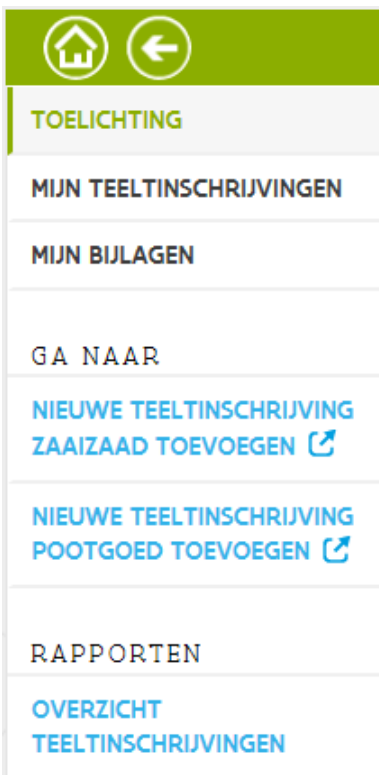 TOELICHTING
MIJN TEELTINSCHRIJVINGEN
MIJN BIJLAGEN
GA NAAR
NIEUWE TEELTINSCHRIJVING
ZAAIZAAD TOEVOEGEN
NIEUWE TEELTINSCHRIJVING
POOTGOED TOEVOEGEN
RAPPORTEN
OVERZICHT
TEELTINSCHRIJVINGEN